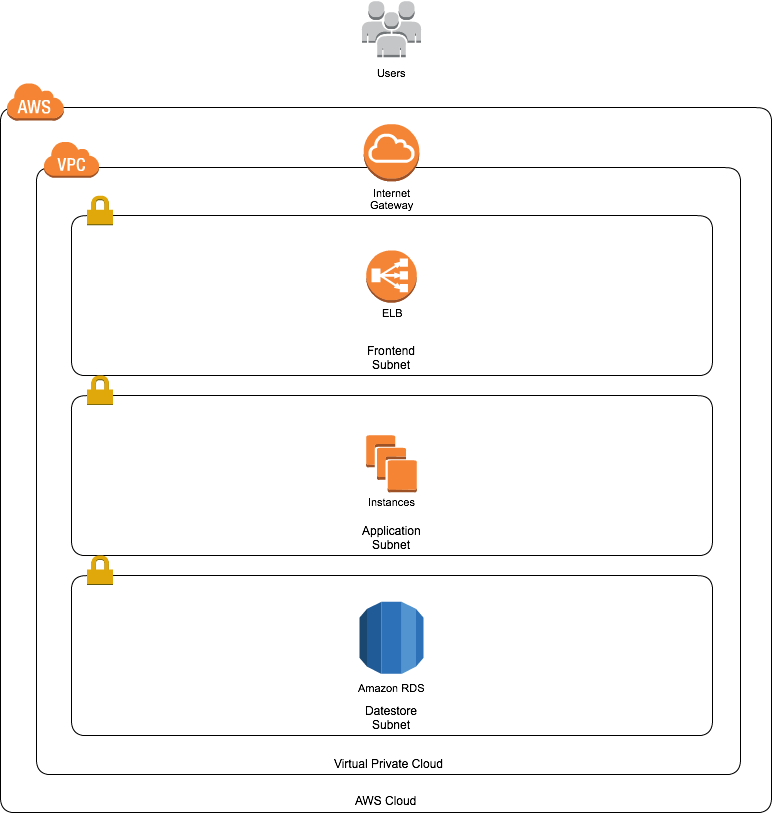 Users
AWS
VPC
Internet
Gateway
ELB
Frontend
Subnet
Instances
Application
Subnet
Amazon RDS
Datestore
Subnet
Virtual Private Cloud
AWS Cloud